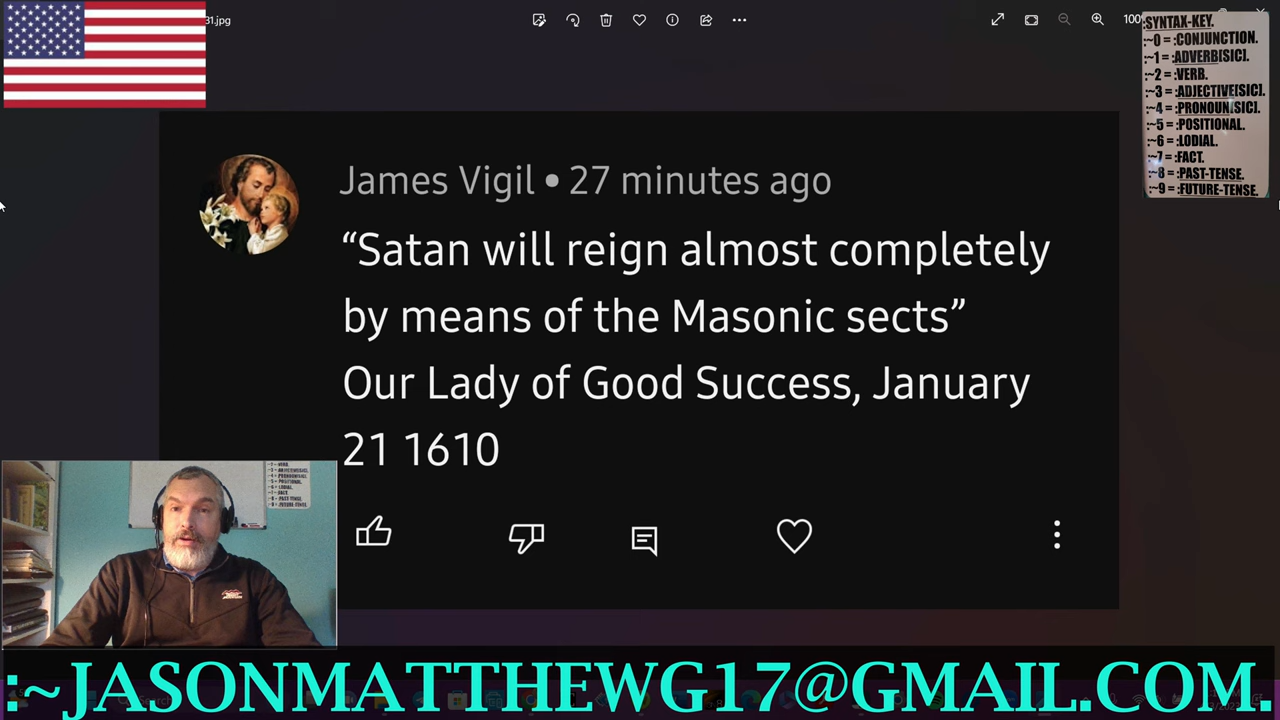 31.jpg
100
:SYNTAX-KEY.
:~0 = :CONJUNCTION.
:~1 = :ADVERB[SIC].
:~2 = :VERB.
:~3 = :ADJECTIVE[SIC].
:~4 = :PRONOUN[SIC].
:~5 = :POSITIONAL.
:~6 = :LODIAL.
:~7 = :FACT.
:~8 = :PAST-TENSE.
:~9 = :FUTURE-TENSE.
James Vigil • 27 minutes ago
“Satan will reign almost completely
by means of the Masonic sects”
Our Lady of Good Success, January
21 1610
:~JASONMATTHEWG17@GMAIL.COM.